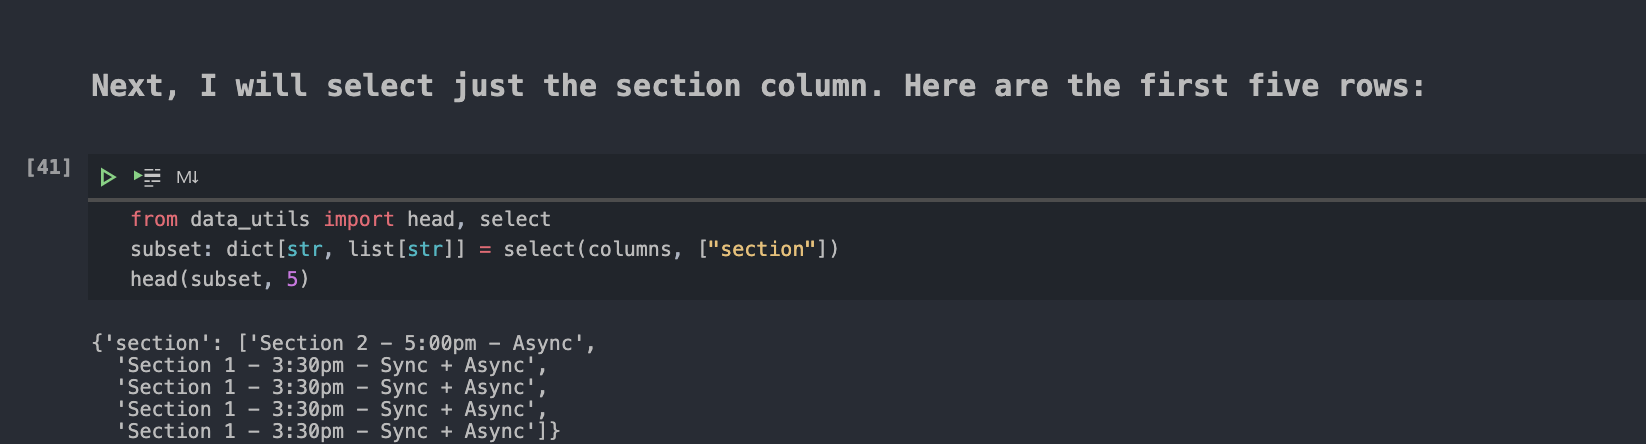 Next, I will select just the section column. Here are the first five rows:
[41]
M↓
from data_utils import head, select
subset: dict[str, list[str]] = select(columns, ["section"])
head(subset, 5)
{'section': ['Section 2 – 5:00pm – Async',
'Section 1 – 3:30pm – Sync + Async',
'Section 1 – 3:30pm – Sync + Async',
'Section 1 – 3:30pm – Sync + Async',
'Section 1 – 3:30pm – Sync + Async']}